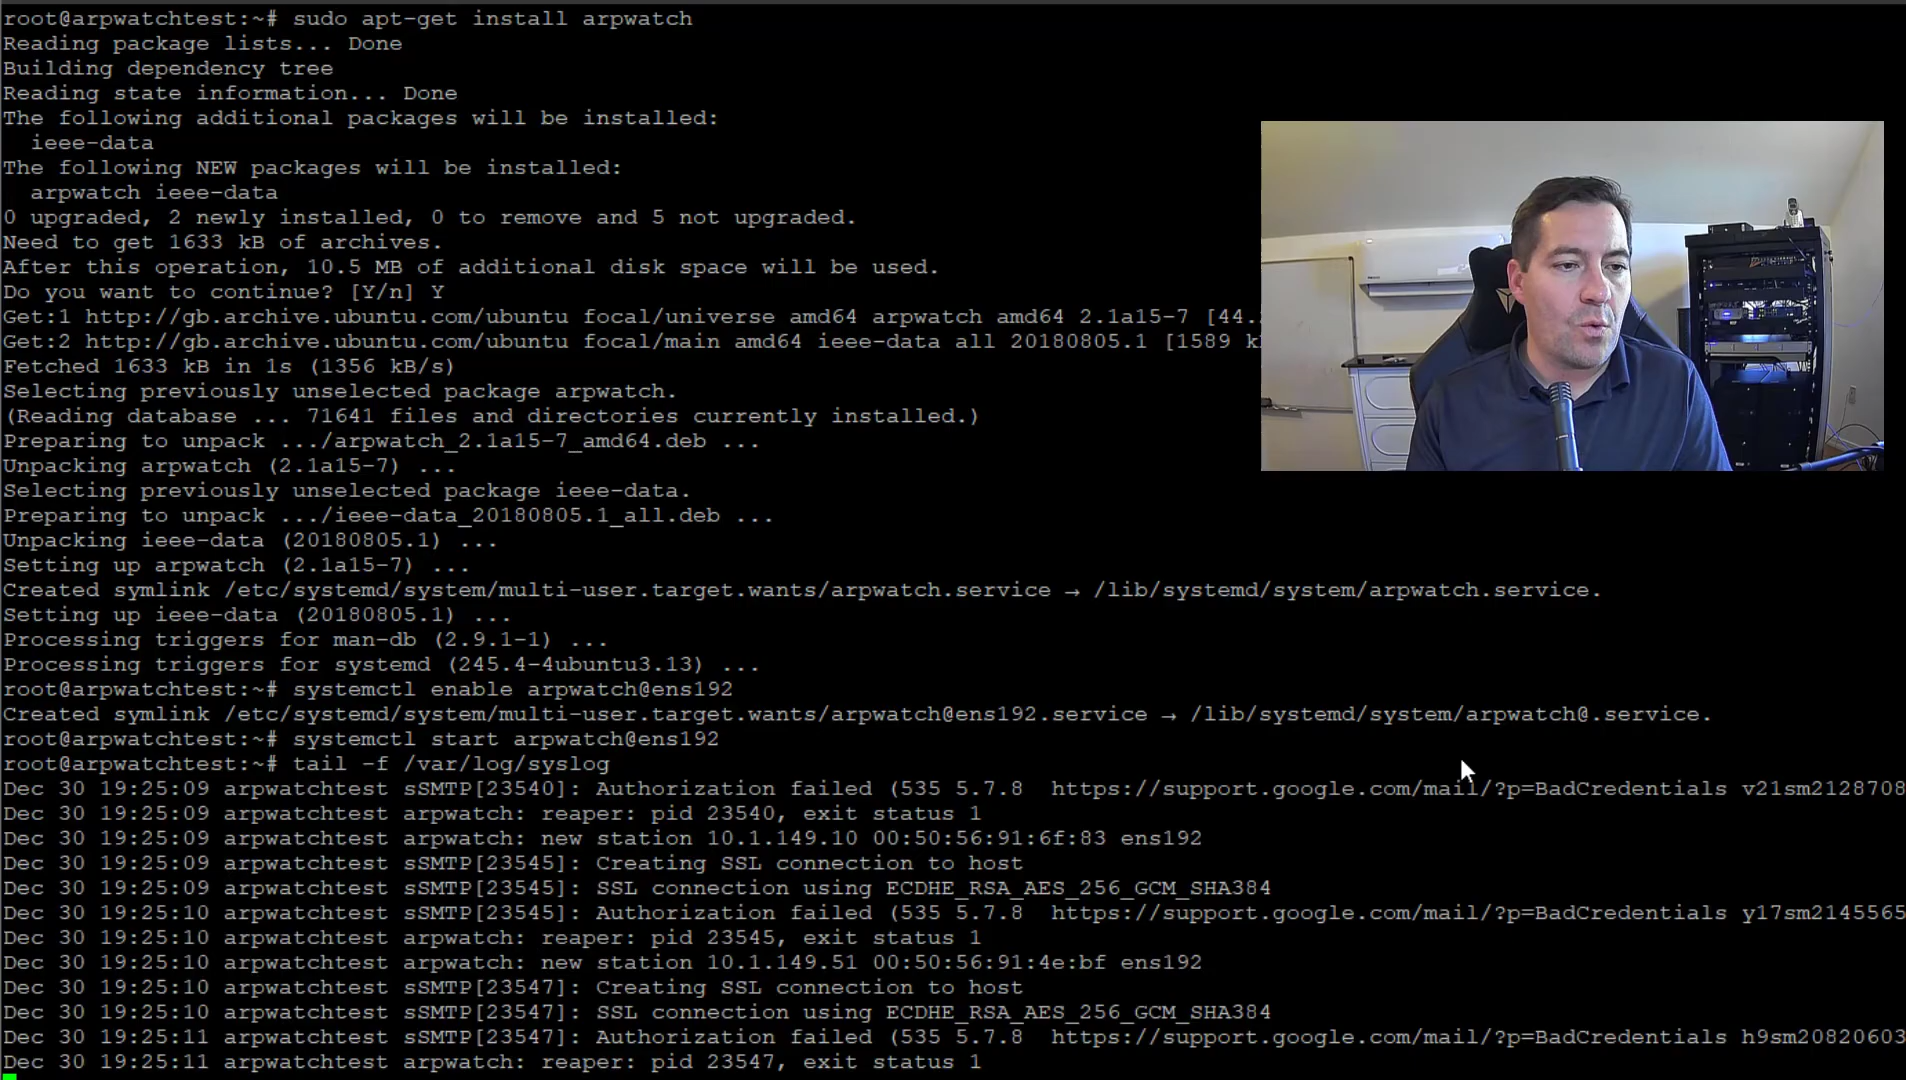 root@arpwatchtest:~# sudo apt-get install arpwatch
Reading package lists... Done
Building dependency tree
Reading state information... Done
The following additional packages will be installed:
  ieee-data
The following NEW packages will be installed:
  arpwatch ieee-data
0 upgraded, 2 newly installed, 0 to remove and 5 not upgraded.
Need to get 1633 kB of archives.
After this operation, 10.5 MB of additional disk space will be used.
Do you want to continue? [Y/n] Y
Get:1 http://gb.archive.ubuntu.com/ubuntu focal/universe amd64 arpwatch amd64 2.1a15-7 [44.
Get:2 http://gb.archive.ubuntu.com/ubuntu focal/main amd64 ieee-data all 20180805.1 [1589 k
Fetched 1633 kB in 1s (1356 kB/s)
Selecting previously unselected package arpwatch.
(Reading database ... 71641 files and directories currently installed.)
Preparing to unpack .../arpwatch_2.1a15-7_amd64.deb ...
Unpacking arpwatch (2.1a15-7) ...
Selecting previously unselected package ieee-data.
Preparing to unpack .../ieee-data_20180805.1_all.deb ...
Unpacking ieee-data (20180805.1) ...
Setting up arpwatch (2.1a15-7) ...
Created symlink /etc/systemd/system/multi-user.target.wants/arpwatch.service → /lib/systemd/system/arpwatch.service.
Setting up ieee-data (20180805.1) ...
Processing triggers for man-db (2.9.1-1) ...
Processing triggers for systemd (245.4-4ubuntu3.13) ...
root@arpwatchtest:~# systemctl enable arpwatch@ens192
Created symlink /etc/systemd/system/multi-user.target.wants/arpwatch@ens192.service → /lib/systemd/system/arpwatch@.service.
root@arpwatchtest:~# systemctl start arpwatch@ens192
root@arpwatchtest:~# tail -f /var/log/syslog
Dec 30 19:25:09 arpwatchtest sSMTP[23540]: Authorization failed (535 5.7.8  https://support.google.com/mail/?p=BadCredentials v21sm2128708
Dec 30 19:25:09 arpwatchtest arpwatch: reaper: pid 23540, exit status 1
Dec 30 19:25:09 arpwatchtest arpwatch: new station 10.1.149.10 00:50:56:91:6f:83 ens192
Dec 30 19:25:09 arpwatchtest sSMTP[23545]: Creating SSL connection to host
Dec 30 19:25:09 arpwatchtest sSMTP[23545]: SSL connection using ECDHE_RSA_AES_256_GCM_SHA384
Dec 30 19:25:10 arpwatchtest sSMTP[23545]: Authorization failed (535 5.7.8  https://support.google.com/mail/?p=BadCredentials y17sm2145565
Dec 30 19:25:10 arpwatchtest arpwatch: reaper: pid 23545, exit status 1
Dec 30 19:25:10 arpwatchtest arpwatch: new station 10.1.149.51 00:50:56:91:4e:bf ens192
Dec 30 19:25:10 arpwatchtest sSMTP[23547]: Creating SSL connection to host
Dec 30 19:25:10 arpwatchtest sSMTP[23547]: SSL connection using ECDHE_RSA_AES_256_GCM_SHA384
Dec 30 19:25:11 arpwatchtest sSMTP[23547]: Authorization failed (535 5.7.8  https://support.google.com/mail/?p=BadCredentials h9sm20820603
Dec 30 19:25:11 arpwatchtest arpwatch: reaper: pid 23547, exit status 1